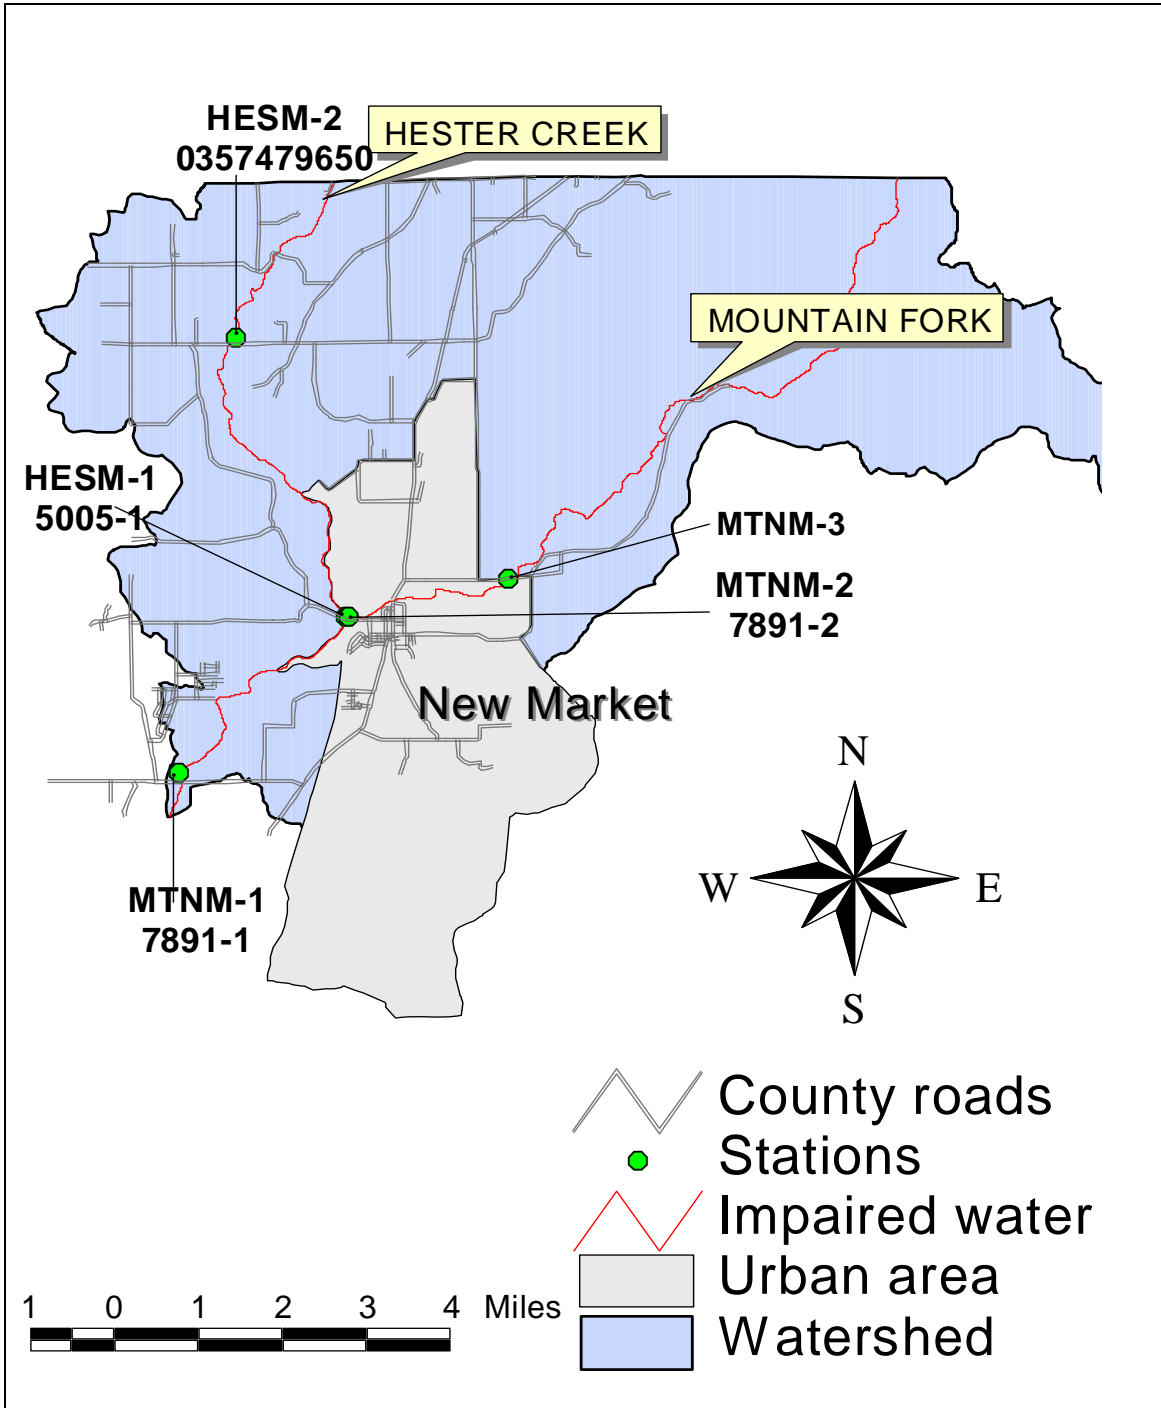 HESM-2
0357479650
HESTER CREEK
MOUNTAIN FORK
HESM-1
5005-1
MTNM-3
MTNM-2
7891-2
New Market
MTNM-1
7891-1
N
W
E
S
County roads
Stations
Impaired water
Urban area
Watershed
1 0 1 2 3 4 Miles